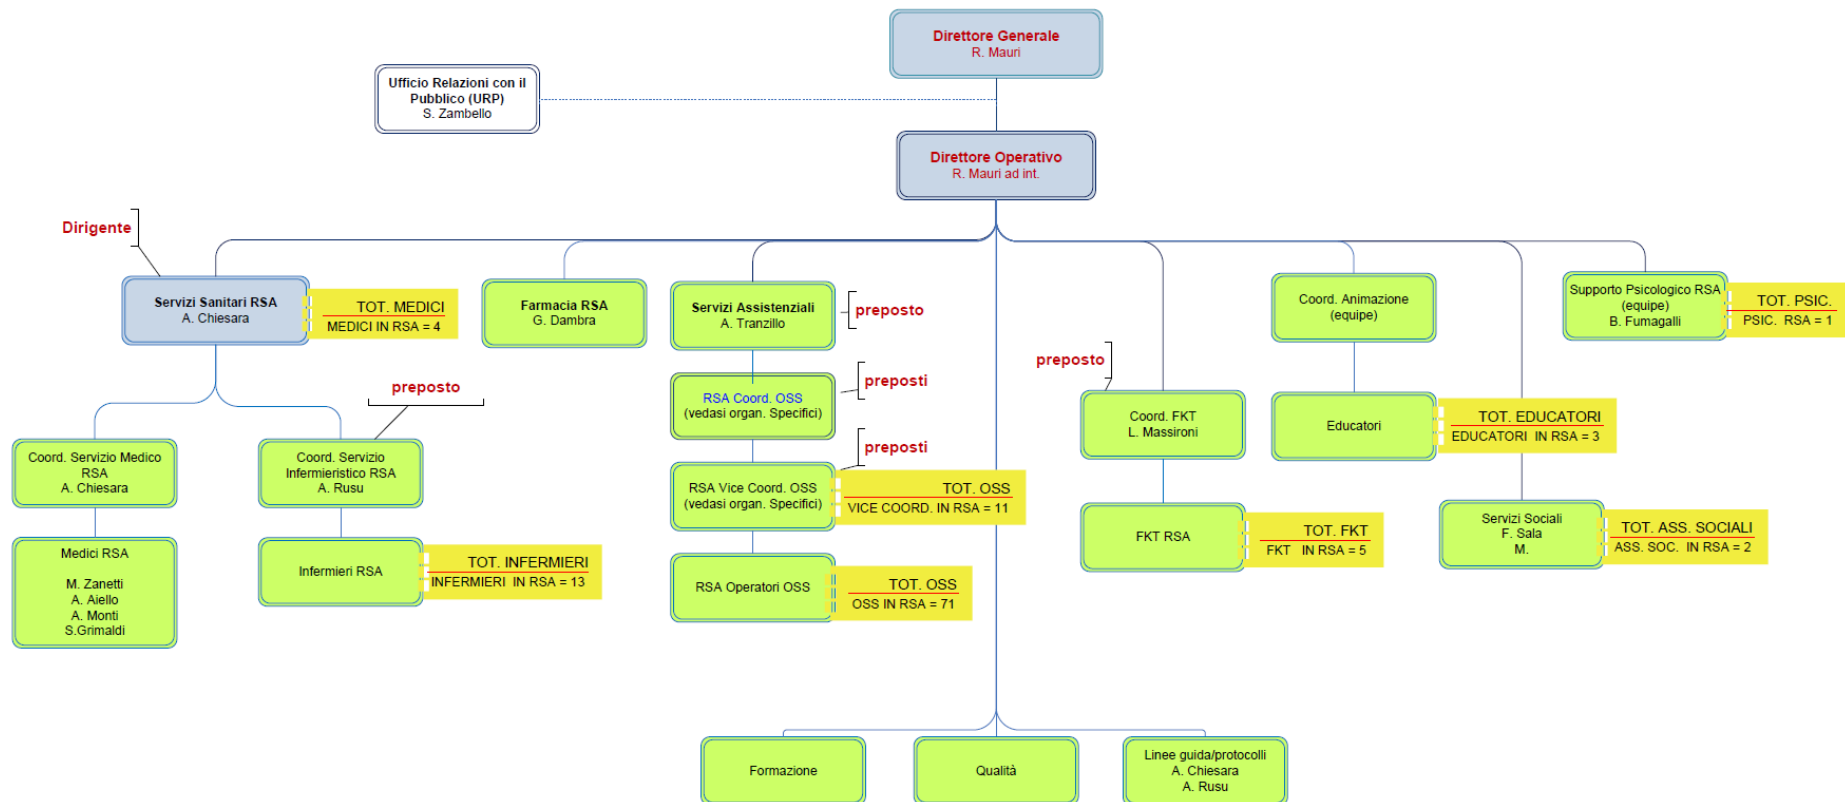 Direttore Generale
R. Mauri
Ufficio Relazioni con il
Pubblico (URP)
S. Zambello
Direttore Operativo
R. Mauri ad int.
Dirigente
Servizi Sanitari RSA
A. Chiesara
TOT. MEDICI
MEDICI IN RSA = 4
Farmacia RSA
G. Dambra
Servizi Assistenziali
A. Tranzillo
preposto
Coord. Animazione
(equipe)
Supporto Psicologico RSA
(equipe)
B. Fumagalli
TOT. PSIC.
PSIC. RSA = 1
preposto
RSA Coord. OSS
(vedasi organ. Specifici)
preposti
preposto
Coord. FKT
L. Massironi
Educatori
TOT. EDUCATORI
EDUCATORI IN RSA = 3
Coord. Servizio Medico
RSA
A. Chiesara
Coord. Servizio
Infermieristico RSA
A. Rusu
preposti
RSA Vice Coord. OSS
(vedasi organ. Specifici)
TOT. OSS
VICE COORD. IN RSA = 11
FKT RSA
TOT. FKT
FKT IN RSA = 5
Servizi Sociali
F. Sala
M.
TOT. ASS. SOCIALI
ASS. SOC. IN RSA = 2
Medici RSA
M. Zanetti
A. Aiello
A. Monti
S.Grimaldi
Infermieri RSA
TOT. INFERMIERI
INFERMIERI IN RSA = 13
RSA Operatori OSS
TOT. OSS
OSS IN RSA = 71
Formazione
Qualità
Linee guida/protocolli
A. Chiesara
A. Rusu